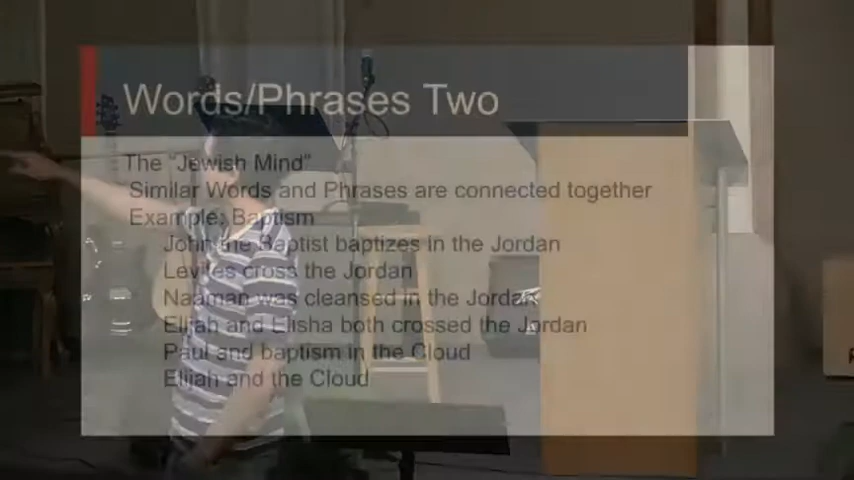 Words/Phrases Two
The "Jewish Mind"
Similar Words and Phrases are connected together
Example: Baptism
John the Baptist baptizes in the Jordan
Levites cross the Jordan
Naaman was cleansed in the Jordan
Elijah and Elisha both crossed the Jordan
Paul and baptism in the Cloud
Elijah and the Cloud